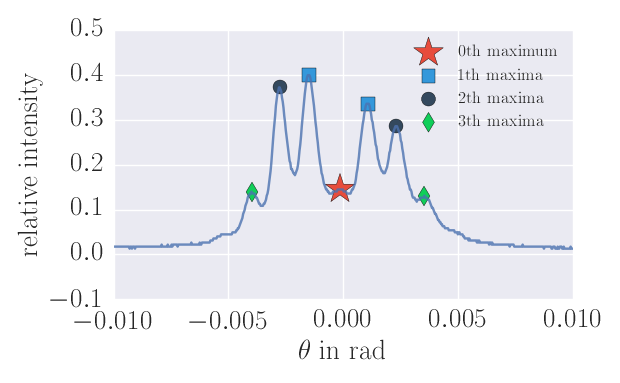 0.5
0.4
0.3
0.2
0.1
0.0
−0.1
relative intensity
0th maximum
1th maxima
2th maxima
3th maxima
−0.010 −0.005 0.000 0.005 0.010
θ in rad